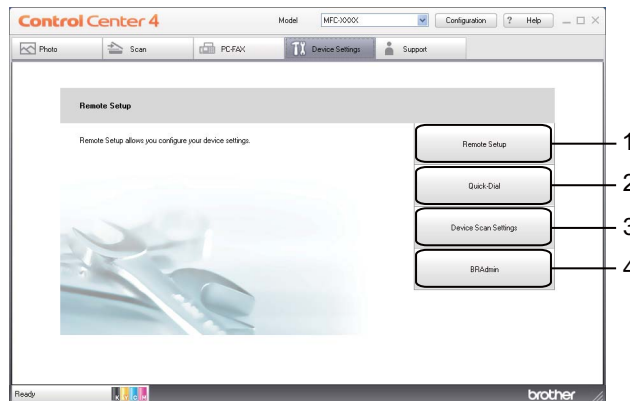 Control Center 4
Model MFC-XXXX Configuration ? Help
Photo Scan PC-FAX Device Settings Support
Remote Setup
Remote Setup allows you configure your device settings.
Remote Setup 1
Quick-Dial 2
Device Scan Settings 3
BRAdmin 4
Ready K Y C M brother